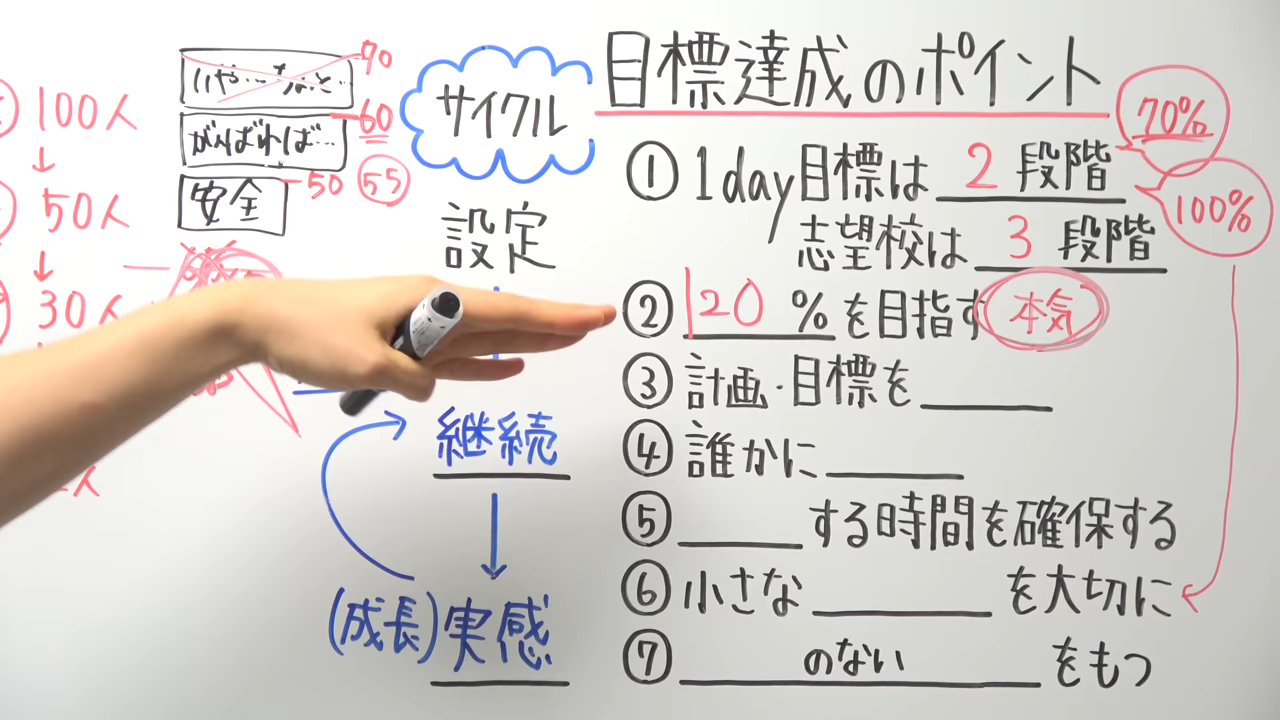 目標達成のポイント
70%
① 1day目標は 2 段階
100%
志望校は 3 段階
② 120 % を目指す 本気
③ 計画・目標を
④ 誰かに
⑤ する時間を確保する
⑥ 小さな を大切に
⑦ のない をもつ
サイクル
設定
継続
(成長)実感
いや…なんと…
がんばれば…
60
安全
50
55
100人
↓
50人
↓
30人
人